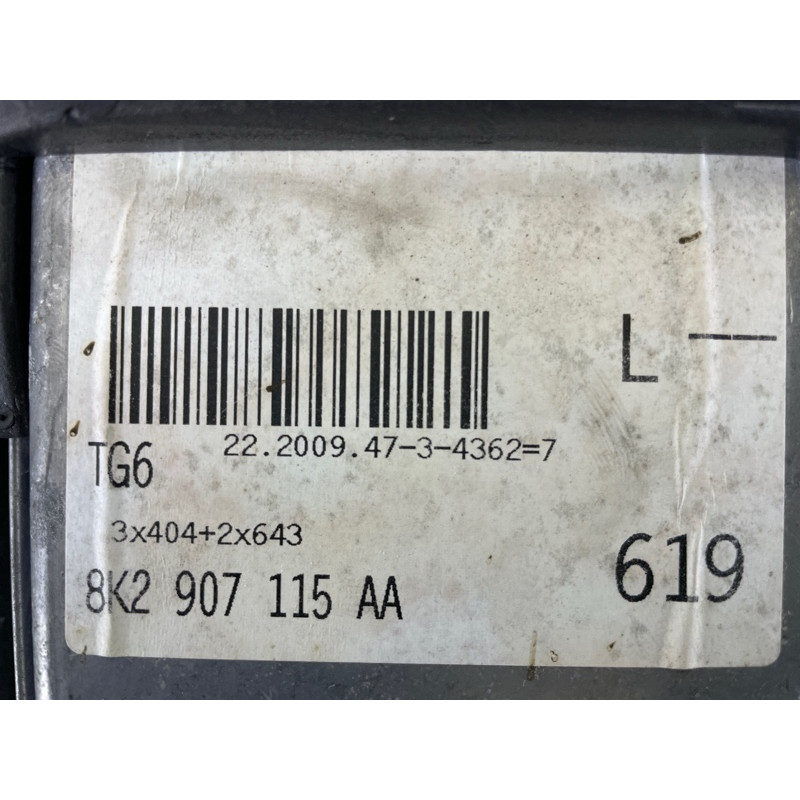 L —
22.2009.47-3-4362=7
TG6
3x404+2x643
8K2 907 115 AA
619